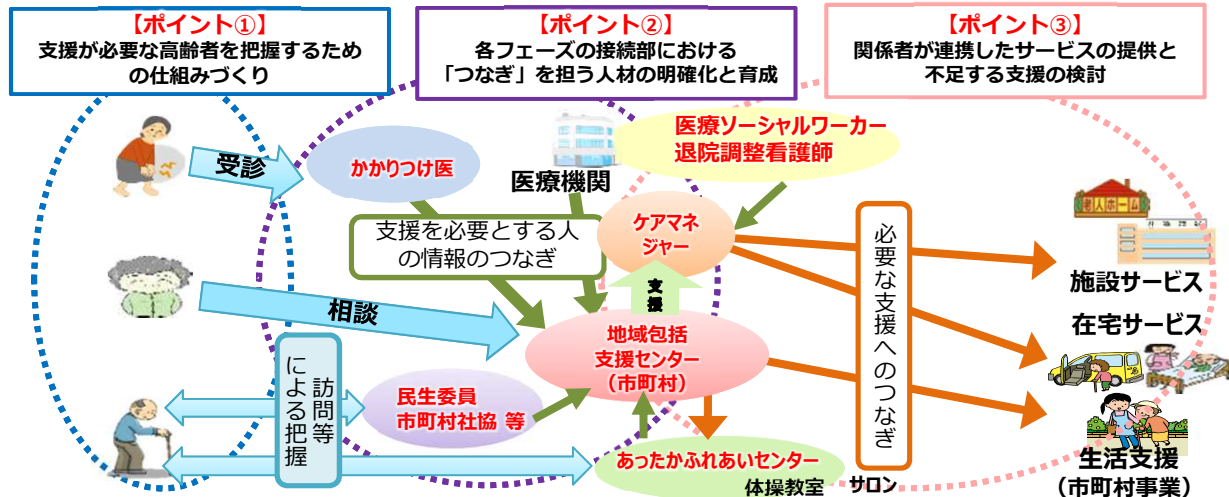 【ポイント①】
支援が必要な高齢者を把握するため
の仕組みづくり
【ポイント②】
各フェーズの接続部における
「つなぎ」を担う人材の明確化と育成
【ポイント③】
関係者が連携したサービスの提供と
不足する支援の検討
受診
かかりつけ医
医療機関
医療ソーシャルワーカー
退院調整看護師
支援を必要とする人
の情報のつなぎ
ケアマネ
ジャー
支援
必要な支援へのつなぎ
老人ホーム
施設サービス
相談
地域包括
支援センター
（市町村）
在宅サービス
訪問等
による把握
民生委員
市町村社協 等
あったかふれあいセンター
体操教室
サロン
生活支援
（市町村事業）